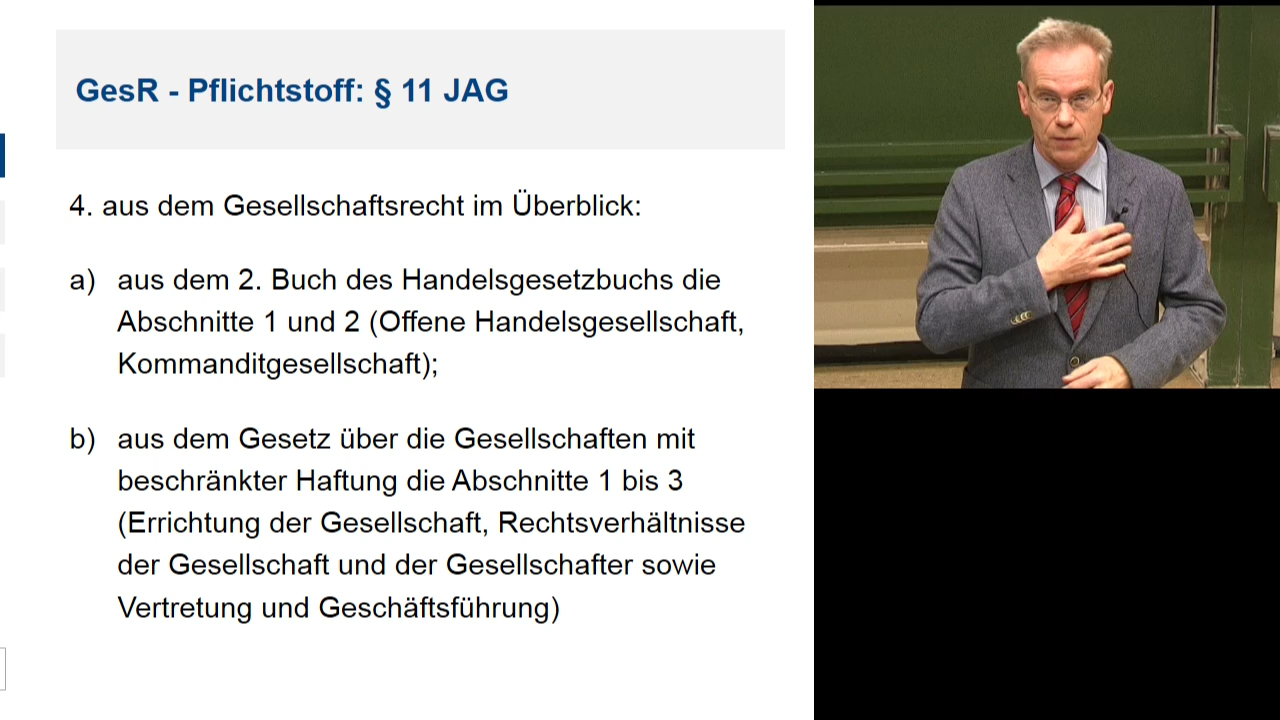 GesR - Pflichtstoff: § 11 JAG
4. aus dem Gesellschaftsrecht im Überblick:
a) aus dem 2. Buch des Handelsgesetzbuchs die
Abschnitte 1 und 2 (Offene Handelsgesellschaft,
Kommanditgesellschaft);
b) aus dem Gesetz über die Gesellschaften mit
beschränkter Haftung die Abschnitte 1 bis 3
(Errichtung der Gesellschaft, Rechtsverhältnisse
der Gesellschaft und der Gesellschafter sowie
Vertretung und Geschäftsführung)